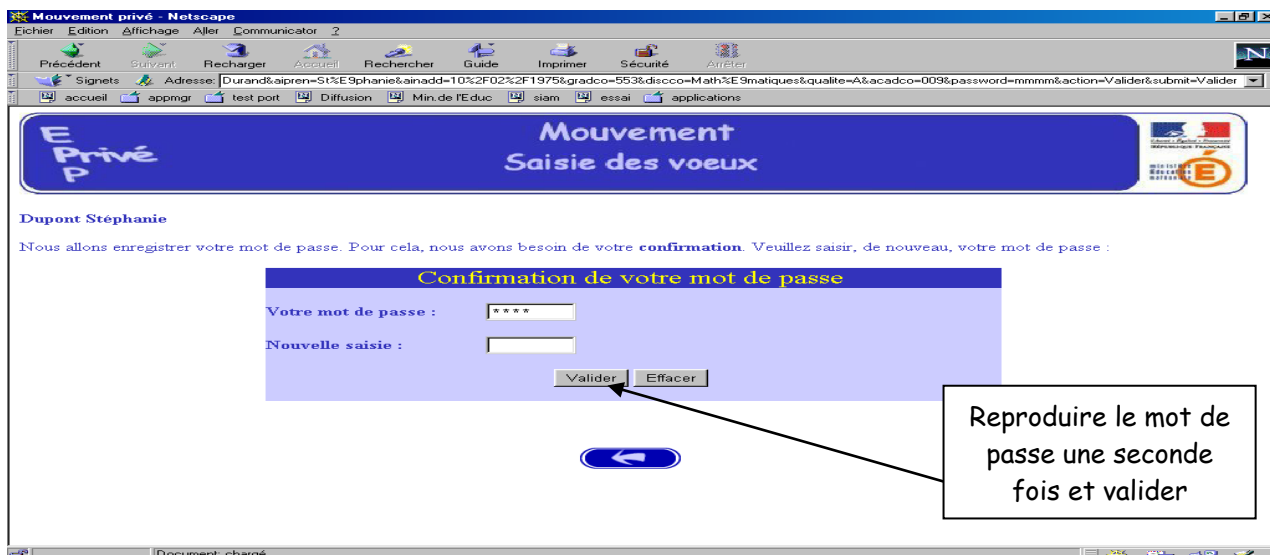 Mouvement privé - Netscape
Fichier Edition Affichage Aller Communicator ?
Précédent Suivant Recharger Accueil Rechercher Guide Imprimer Sécurité Arrêter
Signets Adresse: Durand&aipren=St%E9phanie&ainadd=10%2F02%2F1975&gradco=553&discco=Math%E9matiques&qualite=A&acadco=009&password=mmmm&action=Valider&submit=Valider
accueil appmgr test port Diffusion Min.de l'Educ siam essai applications
E
Privé
P
Mouvement
Saisie des voeux
Dupont Stéphanie
Nous allons enregistrer votre mot de passe. Pour cela, nous avons besoin de votre confirmation. Veuillez saisir, de nouveau, votre mot de passe :
Confirmation de votre mot de passe
Votre mot de passe : ****
Nouvelle saisie :
Valider Effacer
Reproduire le mot de
passe une seconde
fois et valider
Document: chargé